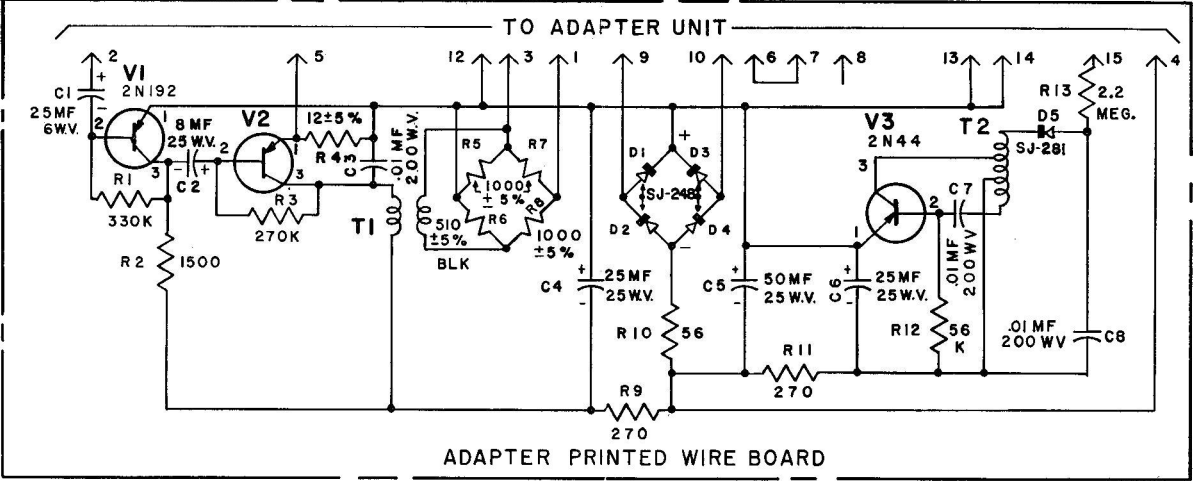 TO ADAPTER UNIT
2 5 12 3 1 9 10 6 7 8 13 14 15 4
V1
2N192
C1
25MF
6W.V.
+
-
2
1
3
8MF
25W.V.
- +
C2
R1
330K
R2
1500
V2
2
1
3
R3
270K
12±5%
R4
C3
.01MF
200W.V.
T1
510
±5%
BLK
R5
R7
1000
±5%
R6
R8
1000
±5%
C4
+
-
25MF
25W.V.
+
D1
D3
SJ-248
D2
D4
-
R10
56
R9
270
C5
+
-
50MF
25W.V.
C6
+
-
25MF
25W.V.
R11
270
V3
2N44
3
2
1
C7
.01MF
200WV
R12
56
K
T2
D5
SJ-281
R13
2.2
MEG.
.01MF
200WV
C8
ADAPTER PRINTED WIRE BOARD